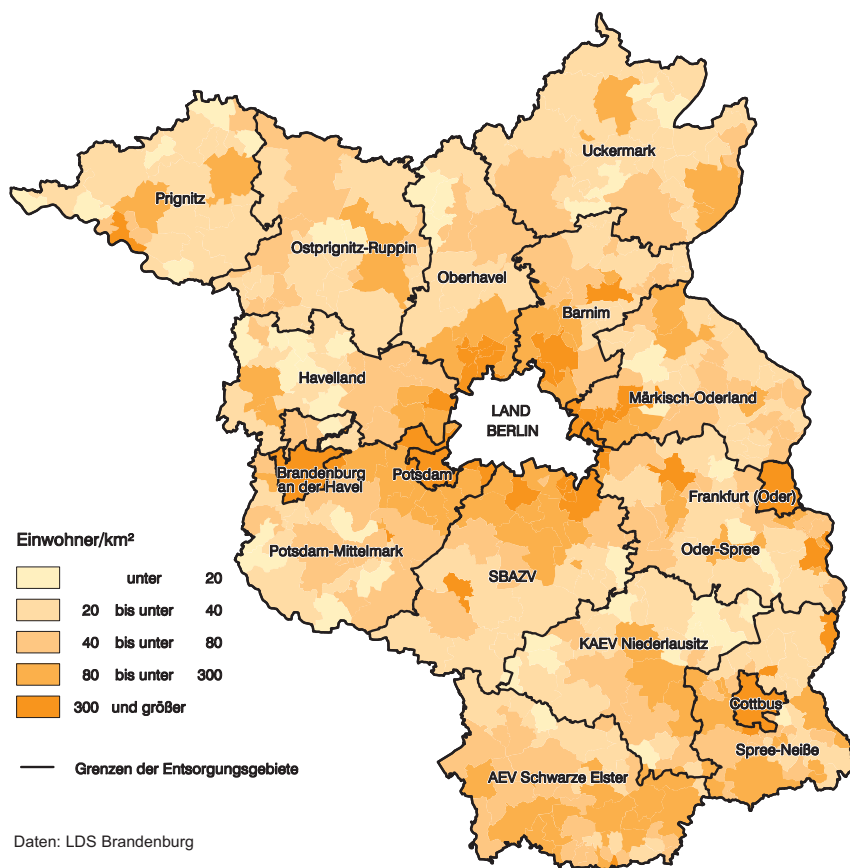 Uckermark
Prignitz
Ostprignitz-Ruppin
Oberhavel
Barnim
Havelland
Märkisch-Oderland
LAND
BERLIN
Brandenburg
an der Havel
Potsdam
Frankfurt (Oder)
Potsdam-Mittelmark
Oder-Spree
SBAZV
KAEV Niederlausitz
Cottbus
Spree-Neiße
AEV Schwarze Elster
Einwohner/km²
unter 20
20 bis unter 40
40 bis unter 80
80 bis unter 300
300 und größer
Grenzen der Entsorgungsgebiete
Daten: LDS Brandenburg